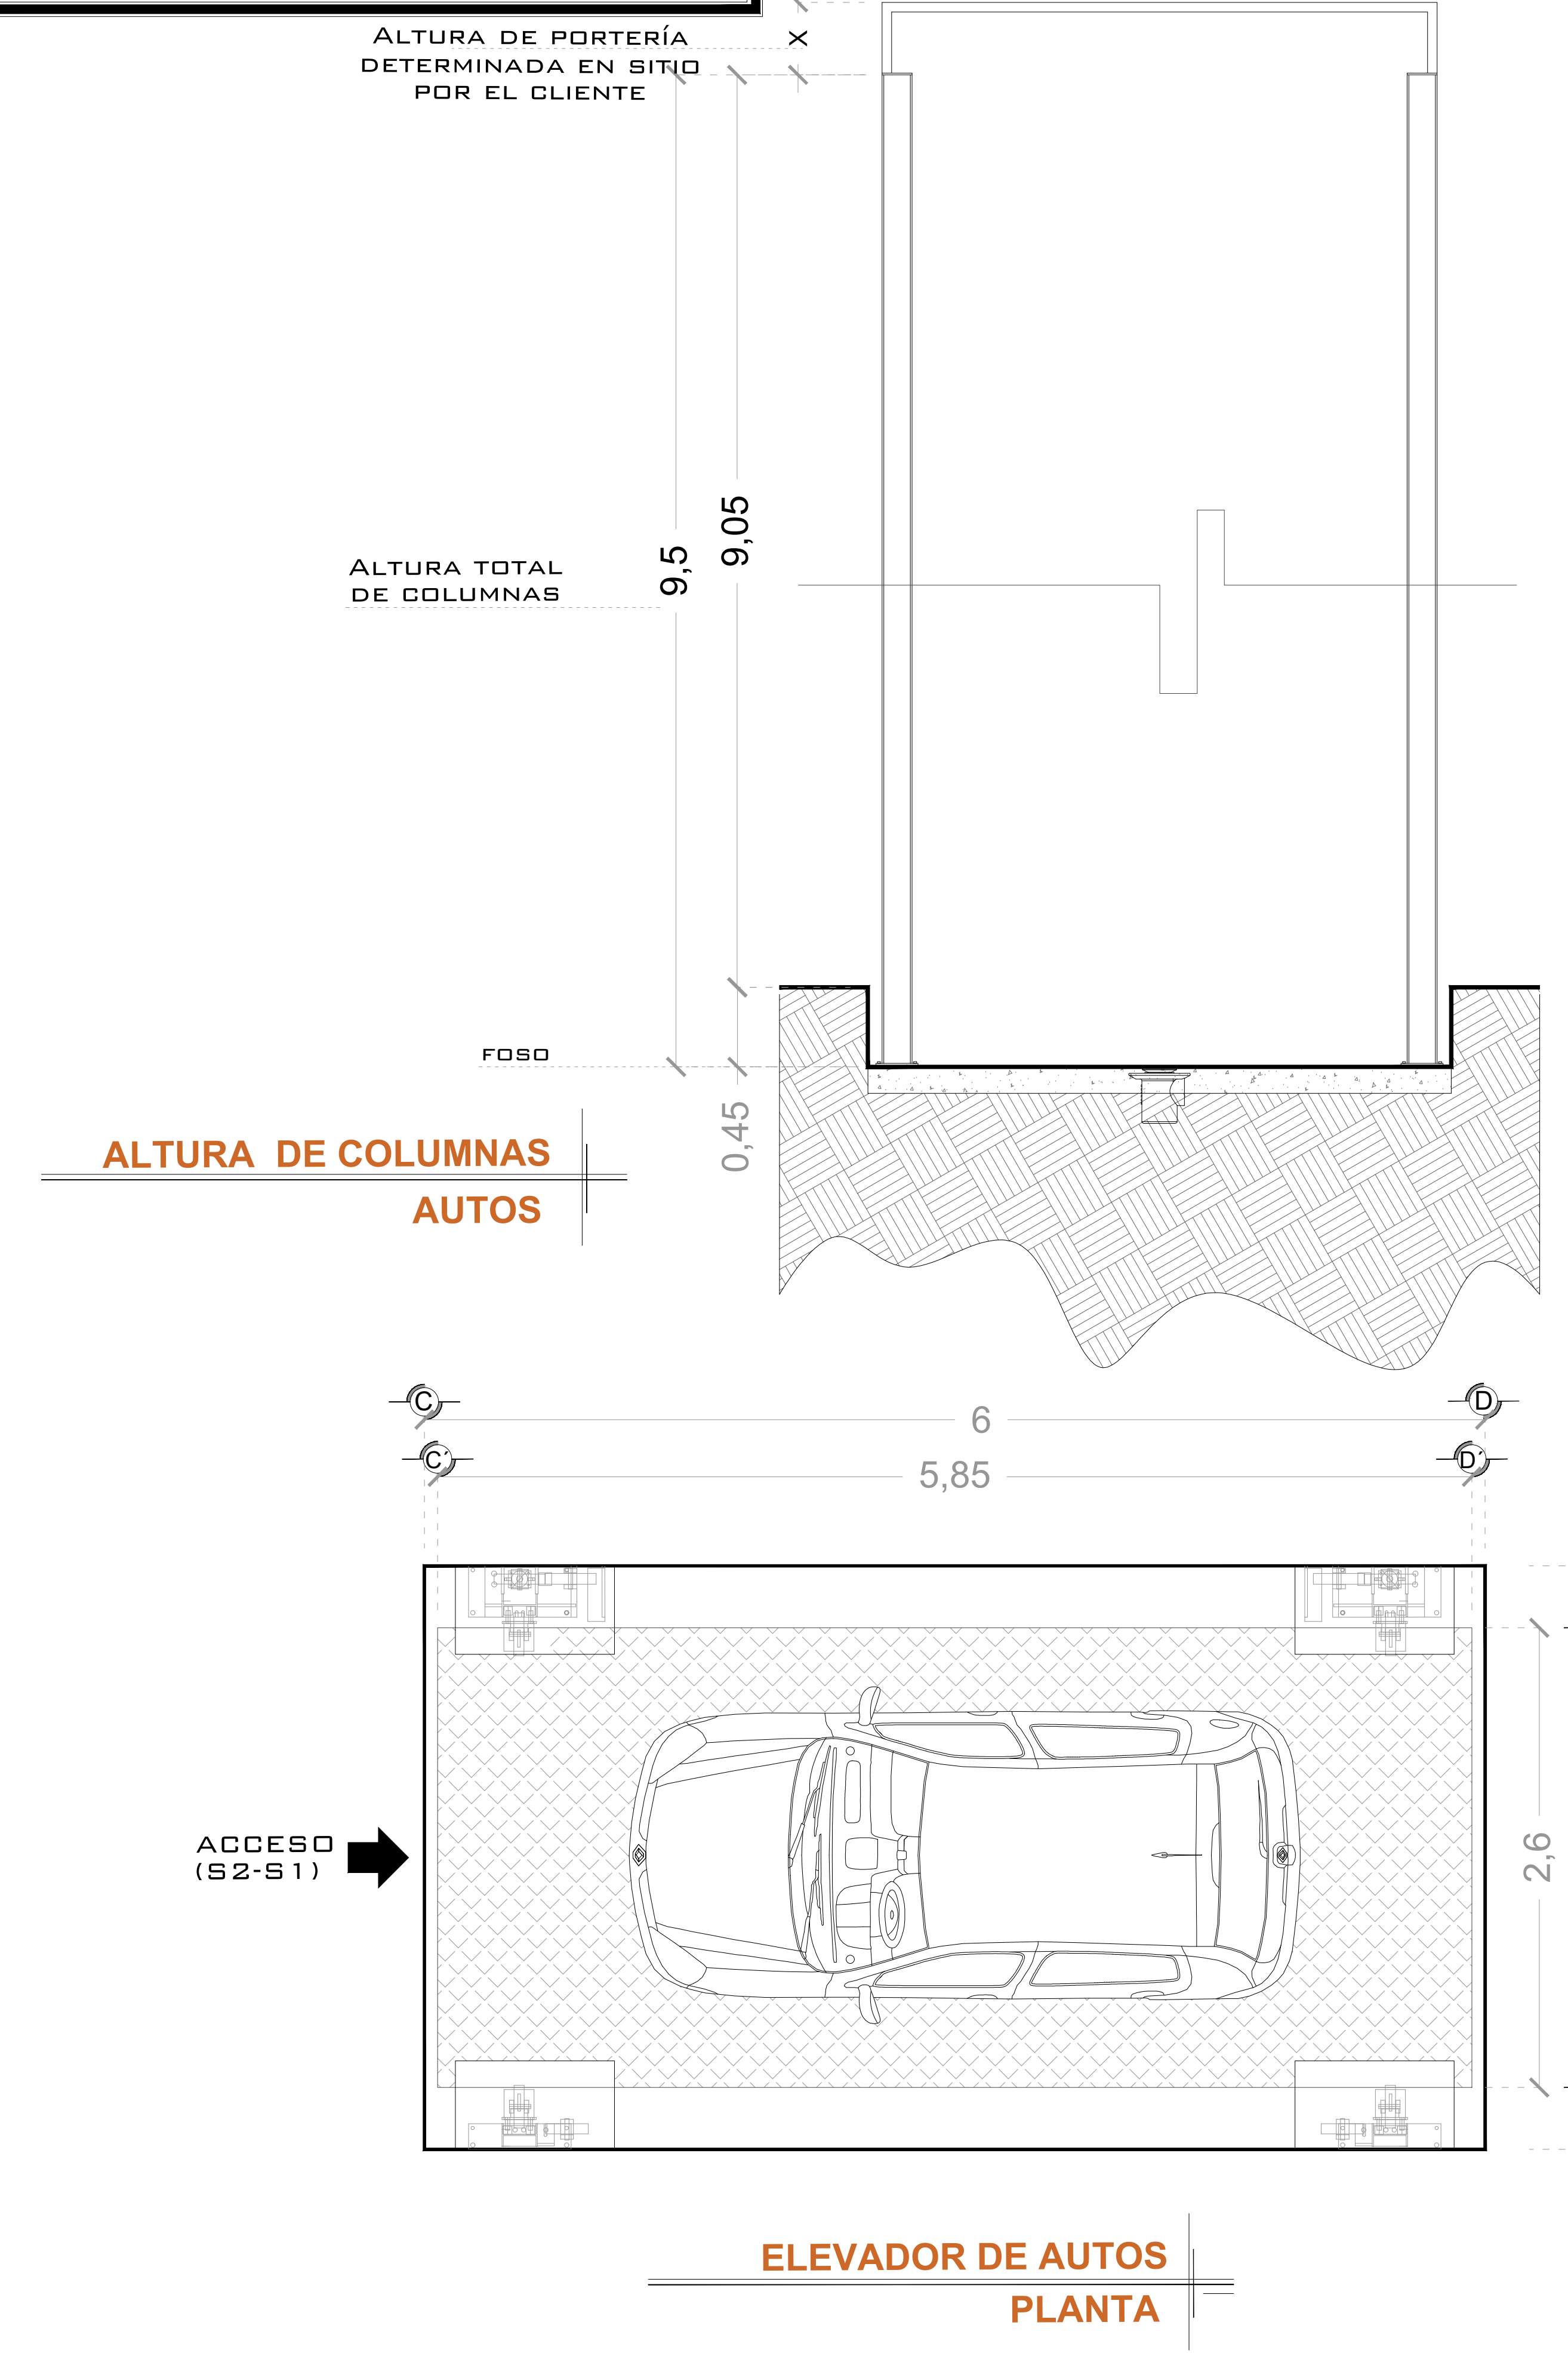 ALTURA DE PORTERÍA
DETERMINADA EN SITIO
POR EL CLIENTE
X
9,5
9,05
ALTURA TOTAL
DE COLUMNAS
FOSO
0,45
ALTURA DE COLUMNAS
AUTOS
C
D
6
C´
D´
5,85
ACCESO
(S2-S1)
2,6
ELEVADOR DE AUTOS
PLANTA